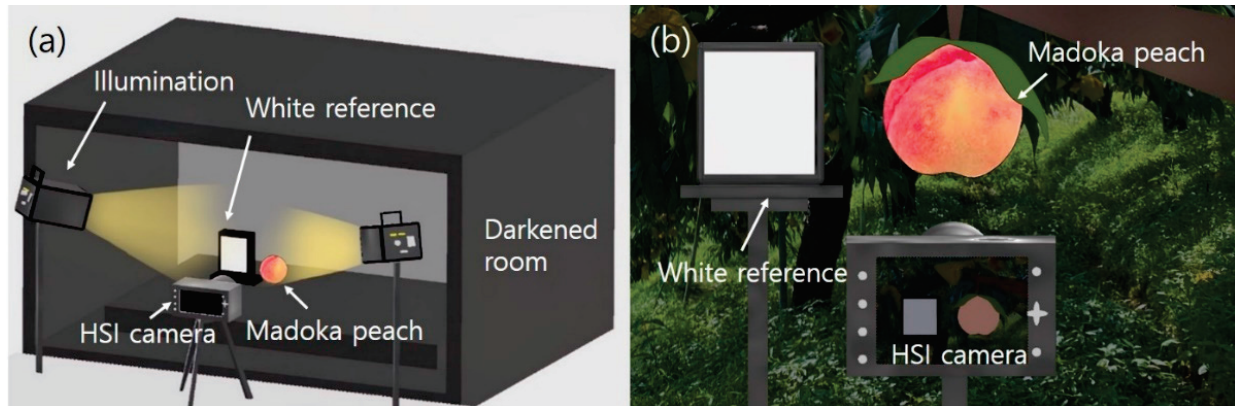 (a)
Illumination
White reference
Darkened
room
HSI camera
Madoka peach
(b)
Madoka peach
White reference
HSI camera